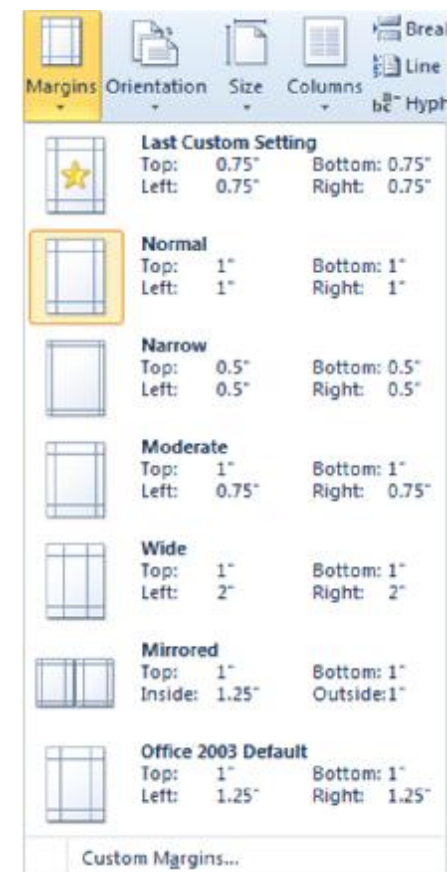 Margins Orientation Size Columns
Breal
Line
Hyph
Last Custom Setting
Top: 0.75" Bottom: 0.75"
Left: 0.75" Right: 0.75"
Normal
Top: 1" Bottom: 1"
Left: 1" Right: 1"
Narrow
Top: 0.5" Bottom: 0.5"
Left: 0.5" Right: 0.5"
Moderate
Top: 1" Bottom: 1"
Left: 0.75" Right: 0.75"
Wide
Top: 1" Bottom: 1"
Left: 2" Right: 2"
Mirrored
Top: 1" Bottom: 1"
Inside: 1.25" Outside:1"
Office 2003 Default
Top: 1" Bottom: 1"
Left: 1.25" Right: 1.25"
Custom Margins...